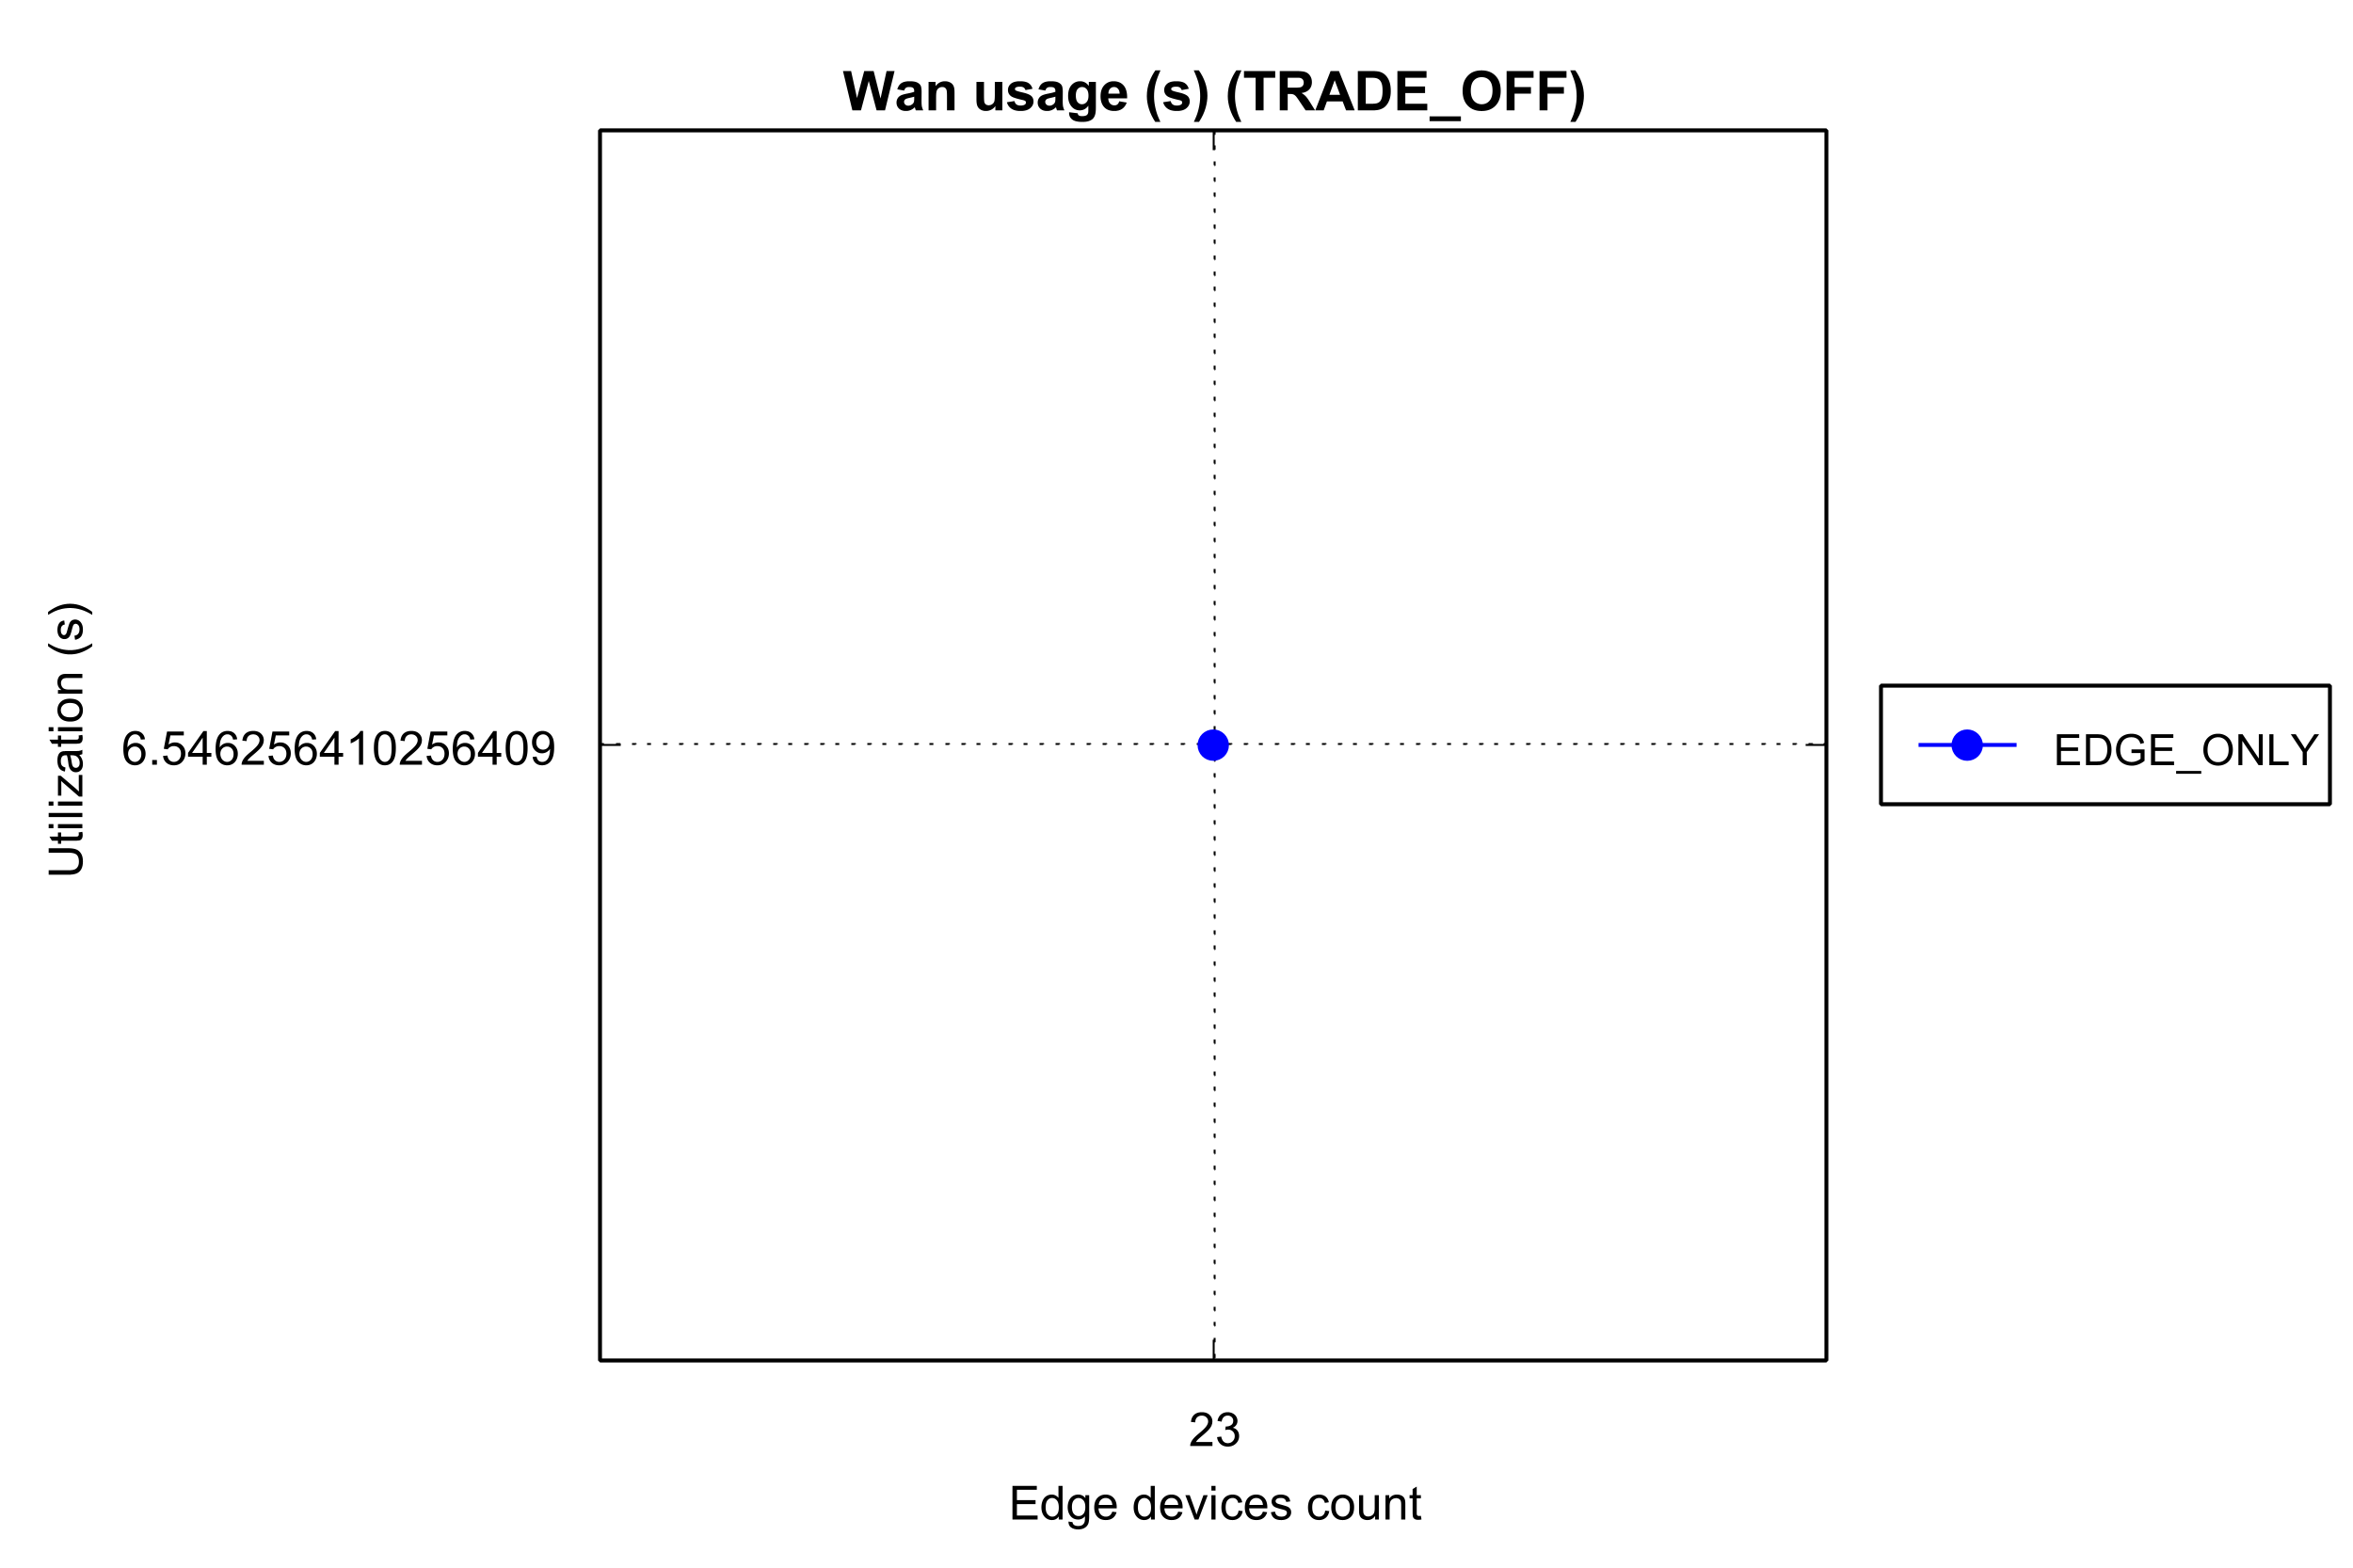 Wan usage (s) (TRADE_OFF)
Utilization (s)
6.546256410256409
EDGE_ONLY
23
Edge devices count